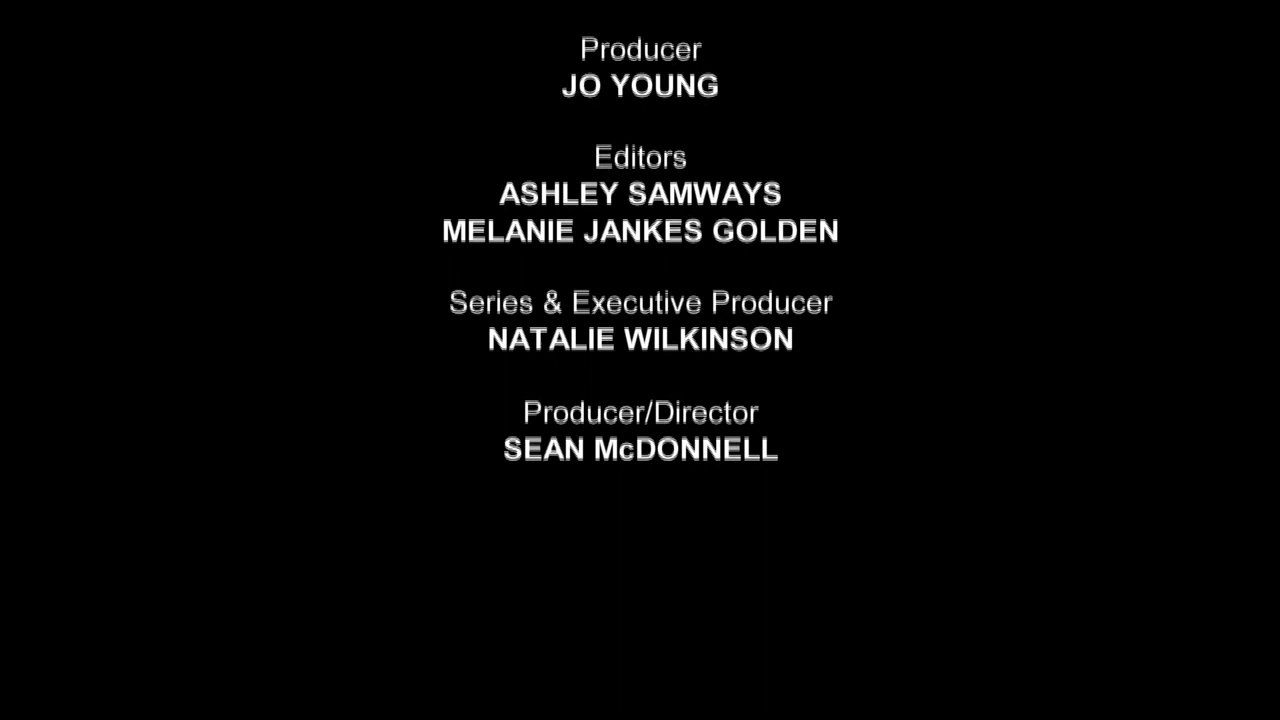 Producer
JO YOUNG
Editors
ASHLEY SAMWAYS
MELANIE JANKES GOLDEN
Series & Executive Producer
NATALIE WILKINSON
Producer/Director
SEAN McDONNELL